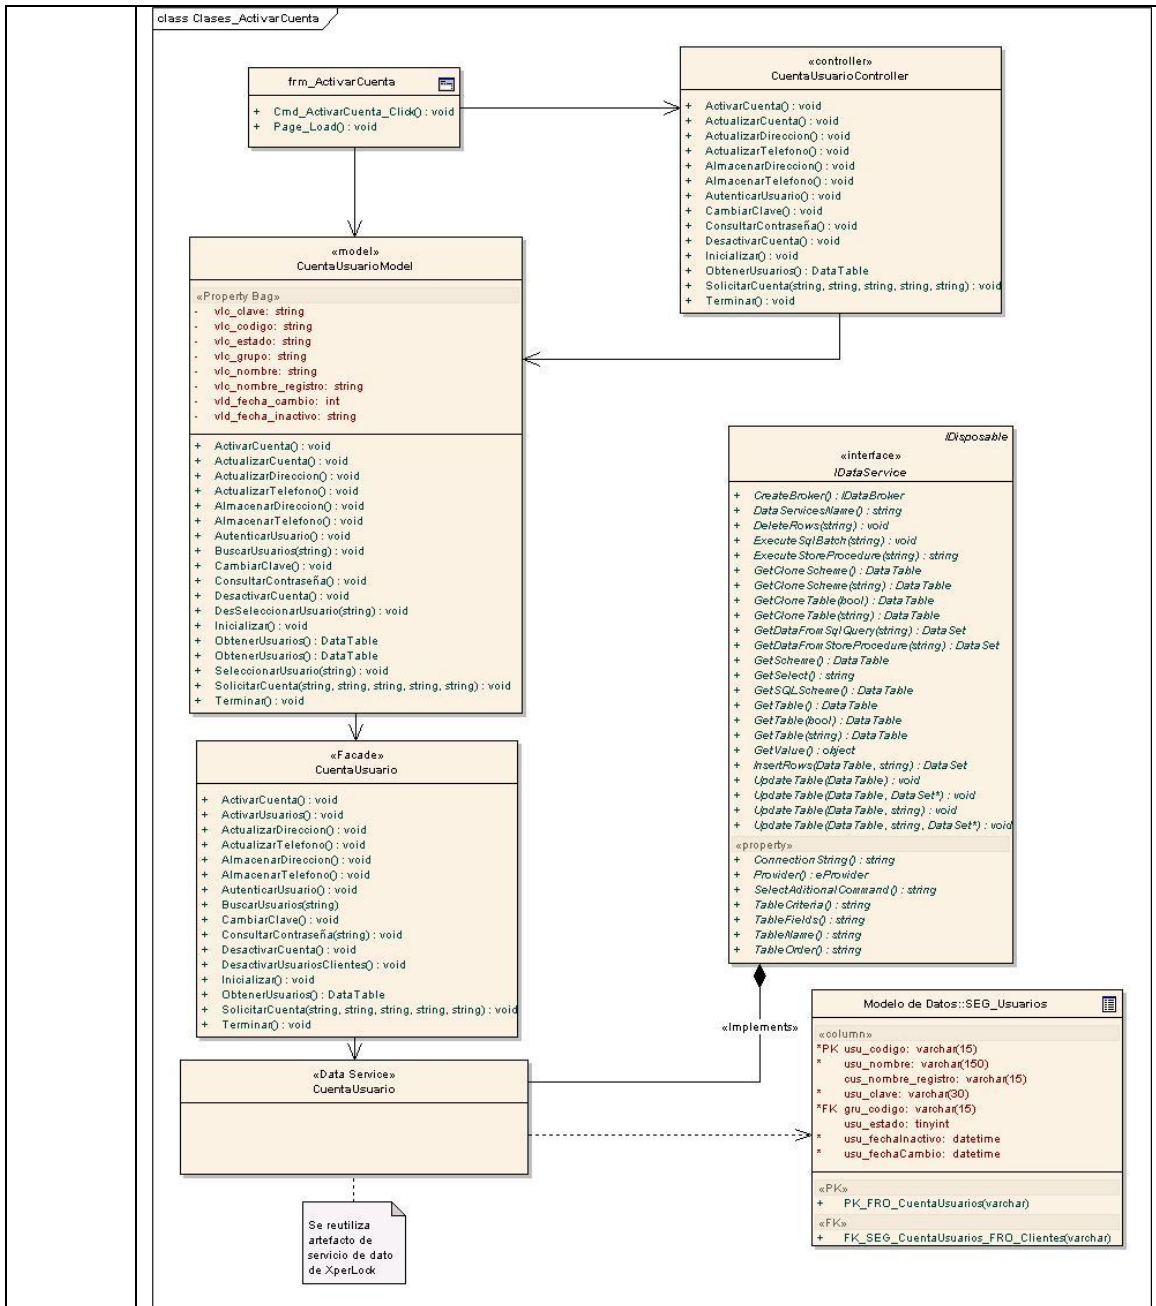 class Clases_ActivarCuenta
frm_ActivarCuenta
+ Cmd_ActivarCuenta_Click() : void
+ Page_Load() : void
«controller»
CuentaUsuarioController
+ ActivarCuenta() : void
+ ActualizarCuenta() : void
+ ActualizarDireccion() : void
+ ActualizarTelefono() : void
+ AlmacenarDireccion() : void
+ AlmacenarTelefono() : void
+ AutenticarUsuario() : void
+ CambiarClave() : void
+ ConsultarContraseña() : void
+ DesactivarCuenta() : void
+ Inicializar() : void
+ ObtenerUsuarios() : DataTable
+ SolicitarCuenta(string, string, string, string, string) : void
+ Terminar() : void
«model»
CuentaUsuarioModel
«Property Bag»
- vlc_clave: string
- vlc_codigo: string
- vlc_estado: string
- vlc_grupo: string
- vlc_nombre: string
- vlc_nombre_registro: string
- vld_fecha_cambio: int
- vld_fecha_inactivo: string
+ ActivarCuenta() : void
+ ActualizarCuenta() : void
+ ActualizarDireccion() : void
+ ActualizarTelefono() : void
+ AlmacenarDireccion() : void
+ AlmacenarTelefono() : void
+ AutenticarUsuario() : void
+ BuscarUsuarios(string) : void
+ CambiarClave() : void
+ ConsultarContraseña() : void
+ DesactivarCuenta() : void
+ DesSeleccionarUsuario(string) : void
+ Inicializar() : void
+ ObtenerUsuarios() : DataTable
+ ObtenerUsuarios() : DataTable
+ SeleccionarUsuario(string) : void
+ SolicitarCuenta(string, string, string, string, string) : void
+ Terminar() : void
IDisposable
«interface»
IDataService
+ CreateBroker() : IDataBroker
+ DataServicesName() : string
+ DeleteRows(string) : void
+ ExecuteSqlBatch(string) : void
+ ExecuteStoreProcedure(string) : string
+ GetCloneScheme() : DataTable
+ GetCloneScheme(string) : DataTable
+ GetCloneTable(bool) : DataTable
+ GetCloneTable(string) : DataTable
+ GetDataFromSqlQuery(string) : DataSet
+ GetDataFromStoreProcedure(string) : DataSet
+ GetScheme() : DataTable
+ GetSelect() : string
+ GetSQLScheme() : DataTable
+ GetTable() : DataTable
+ GetTable(bool) : DataTable
+ GetTable(string) : DataTable
+ GetValue() : object
+ InsertRows(DataTable, string) : DataSet
+ UpdateTable(DataTable) : void
+ UpdateTable(DataTable, DataSet*) : void
+ UpdateTable(DataTable, string) : void
+ UpdateTable(DataTable, string, DataSet*) : void
«property»
+ ConnectionString() : string
+ Provider() : eProvider
+ SelectAditionalCommand() : string
+ TableCriteria() : string
+ TableFields() : string
+ TableName() : string
+ TableOrder() : string
«Facade»
CuentaUsuario
+ ActivarCuenta() : void
+ ActivarUsuarios() : void
+ ActualizarDireccion() : void
+ ActualizarTelefono() : void
+ AlmacenarDireccion() : void
+ AlmacenarTelefono() : void
+ AutenticarUsuario() : void
+ BuscarUsuarios(string)
+ CambiarClave() : void
+ ConsultarContraseña(string) : void
+ DesactivarCuenta() : void
+ DesactivarUsuariosClientes() : void
+ Inicializar() : void
+ ObtenerUsuarios() : DataTable
+ SolicitarCuenta(string, string, string, string, string) : void
+ Terminar() : void
«Implements»
«Data Service»
CuentaUsuario
Modelo de Datos::SEG_Usuarios
«column»
*PK usu_codigo: varchar(15)
* usu_nombre: varchar(150)
cus_nombre_registro: varchar(15)
* usu_clave: varchar(30)
*FK gru_codigo: varchar(15)
usu_estado: tinyint
* usu_fechaInactivo: datetime
* usu_fechaCambio: datetime
«PK»
+ PK_FRO_CuentaUsuarios(varchar)
«FK»
+ FK_SEG_CuentaUsuarios_FRO_Clientes(varchar)
Se reutiliza
artefacto de
servicio de dato
de XperLock